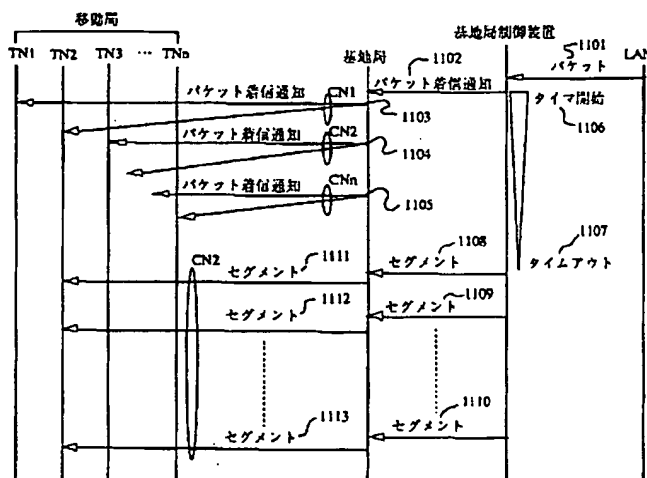 移動局
TN1 TN2 TN3 … TNn
基地局
基地局制御装置
LAN
1101
パケット
1102
パケット着信通知
パケット着信通知
CN1
1103
タイマ開始
1106
パケット着信通知
CN2
1104
パケット着信通知
CNn
1105
1107
タイムアウト
CN2
セグメント
1111
セグメント
1108
セグメント
1112
セグメント
1109
セグメント
1113
セグメント
1110